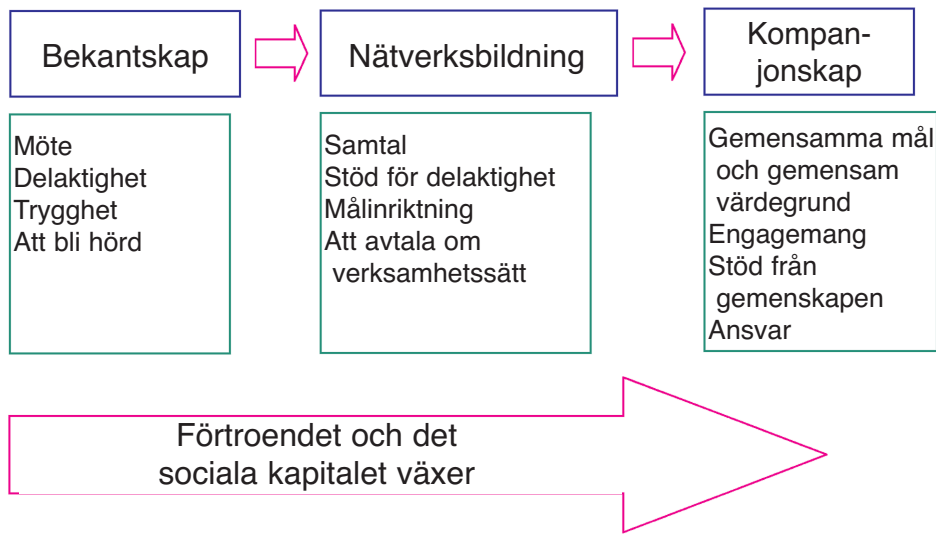 Bekantskap
Nätverksbildning
Kompan-
jonskap
Möte
Delaktighet
Trygghet
Att bli hörd
Samtal
Stöd för delaktighet
Målinriktning
Att avtala om
verksamhetssätt
Gemensamma mål
och gemensam
värdegrund
Engagemang
Stöd från
gemenskapen
Ansvar
Förtroendet och det
sociala kapitalet växer